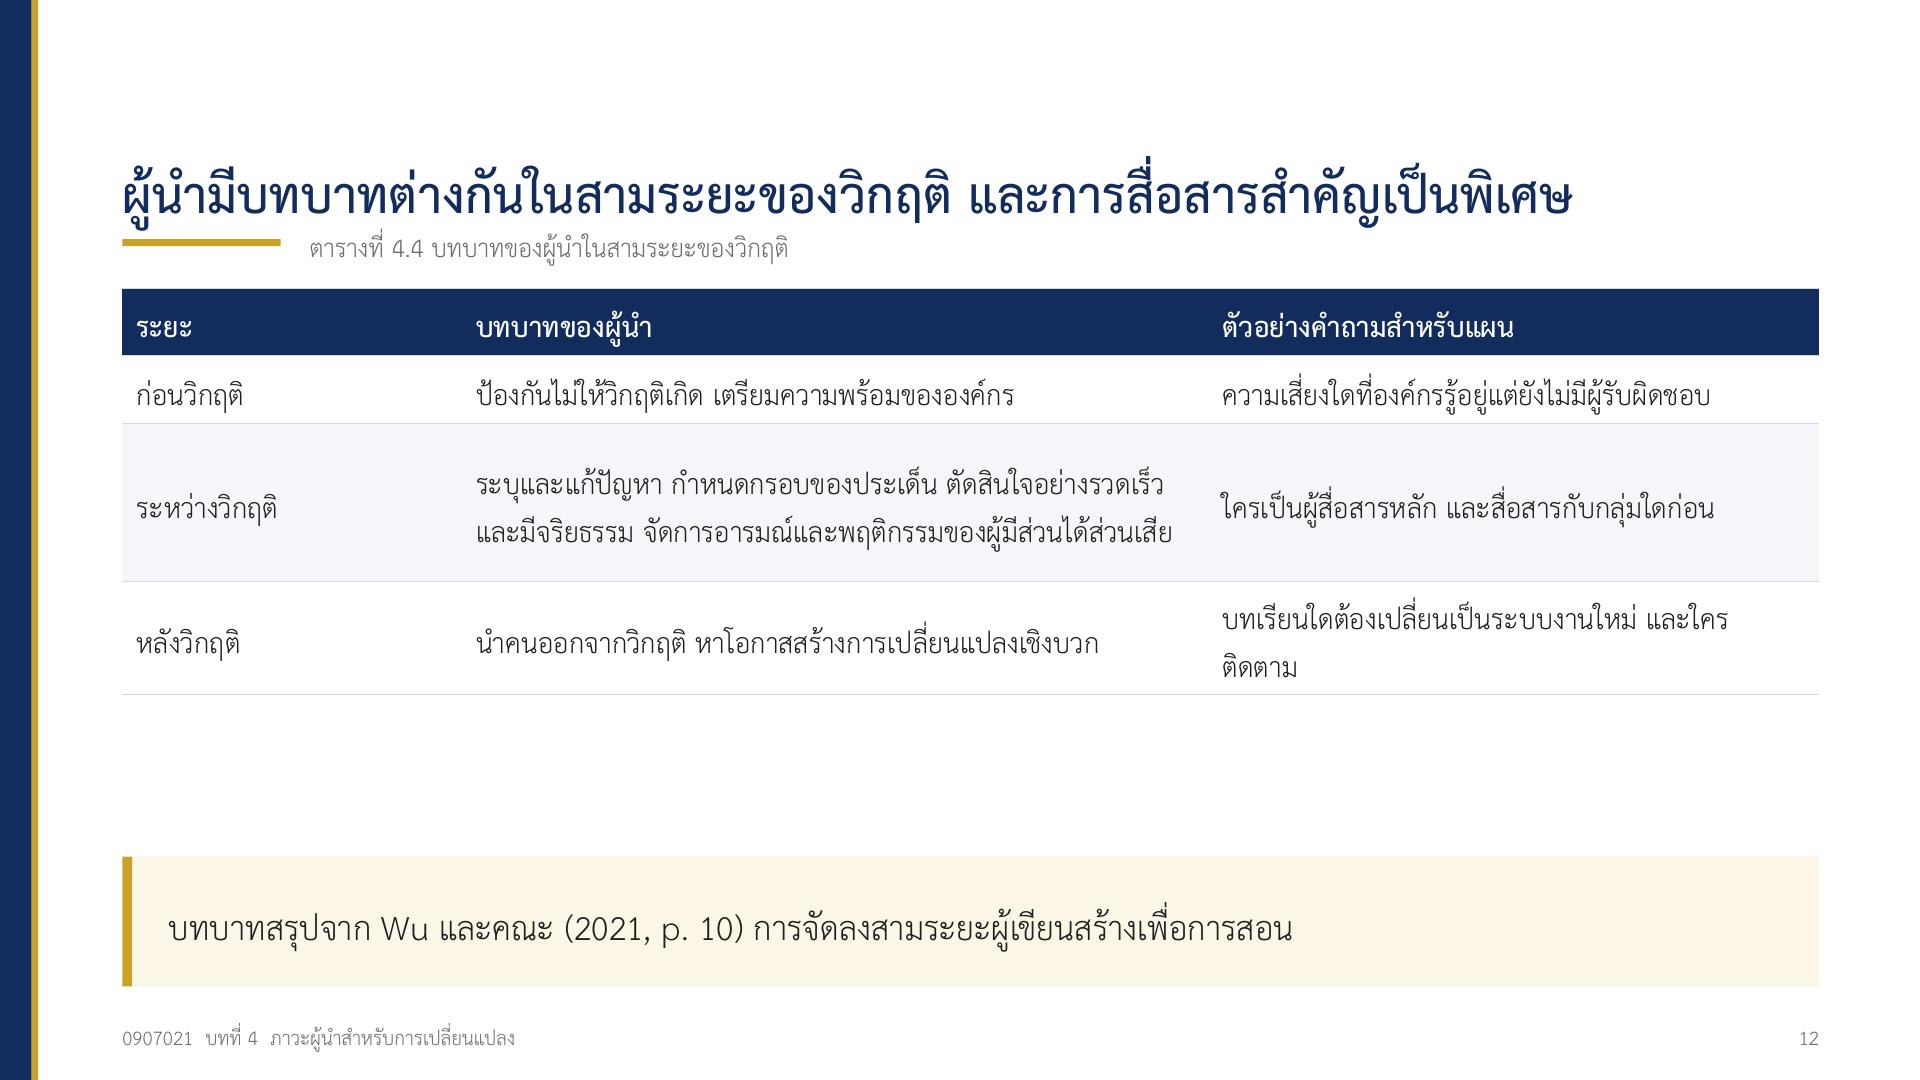 ผู้นำมีบทบาทต่างกันในสามระยะของวิกฤติ และการสื่อสารสำคัญเป็นพิเศษ
ตารางที่ 4.4 บทบาทของผู้นำในสามระยะของวิกฤติ
ระยะ บทบาทของผู้นำ ตัวอย่างคำถามสำหรับแผน
ก่อนวิกฤติ ป้องกันไม่ให้วิกฤติเกิด เตรียมความพร้อมขององค์กร ความเสี่ยงใดที่องค์กรรู้อยู่แต่ยังไม่มีผู้รับผิดชอบ
ระหว่างวิกฤติ
ระบุและแก้ปัญหา กำหนดกรอบของประเด็น ตัดสินใจอย่างรวดเร็ว
และมีจริยธรรม จัดการอารมณ์และพฤติกรรมของผู้มีส่วนได้ส่วนเสีย
ใครเป็นผู้สื่อสารหลัก และสื่อสารกับกลุ่มใดก่อน
หลังวิกฤติ
นำคนออกจากวิกฤติ หาโอกาสสร้างการเปลี่ยนแปลงเชิงบวก
บทเรียนใดต้องเปลี่ยนเป็นระบบงานใหม่ และใคร
ติดตาม
บทบาทสรุปจาก Wu และคณะ (2021, p. 10) การจัดลงสามระยะผู้เขียนสร้างเพื่อการสอน
0907021 บทที่ 4 ภาวะผู้นำสำหรับการเปลี่ยนแปลง
12